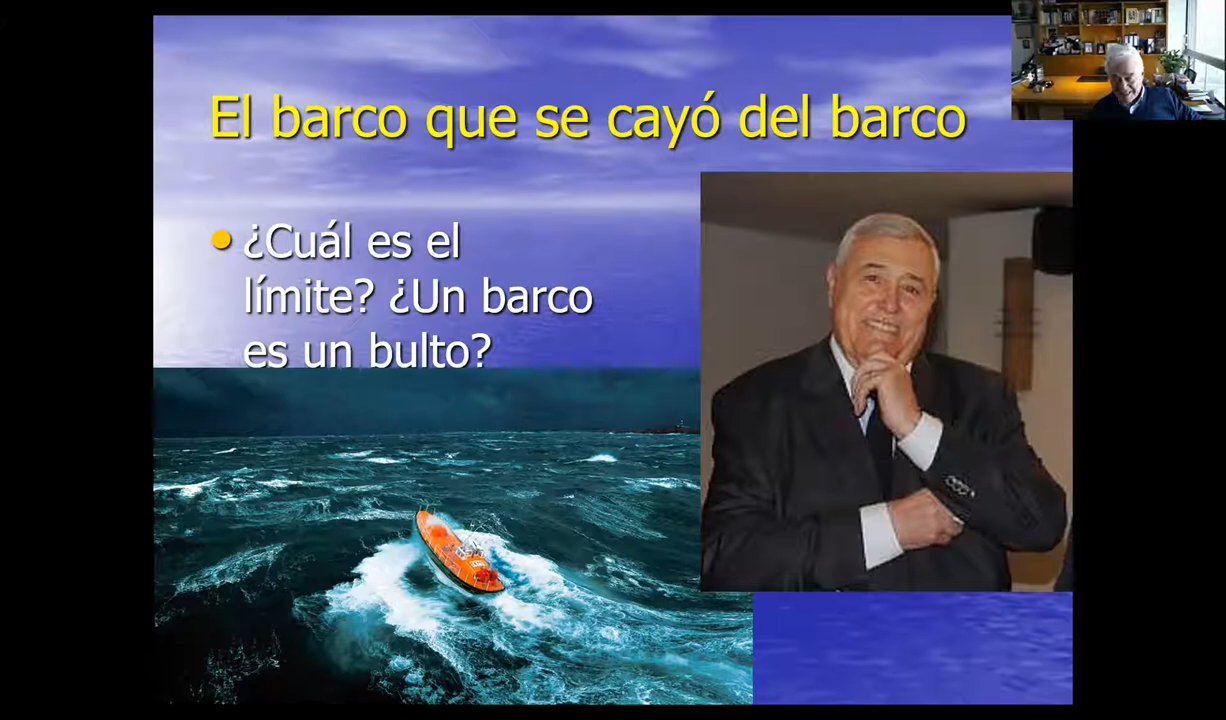 El barco que se cayó del barco
¿Cuál es el
límite? ¿Un barco
es un bulto?